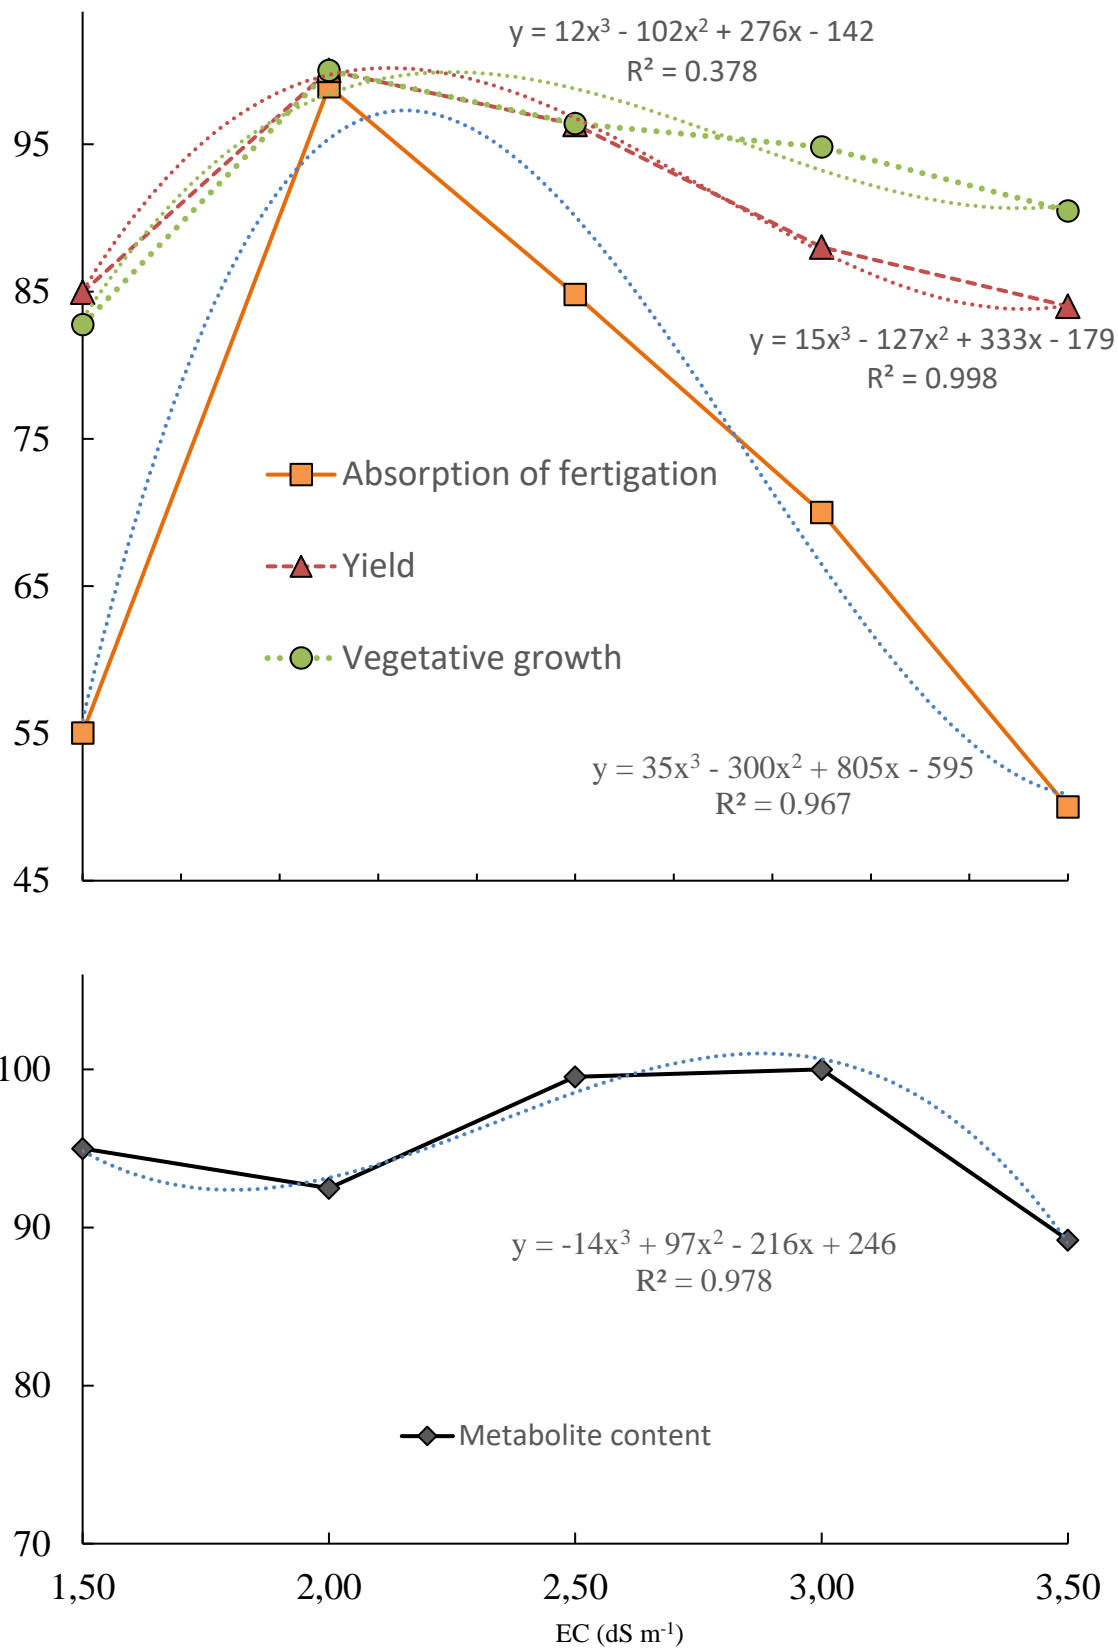 y = 12x³ - 102x² + 276x - 142
R² = 0.378
95
85
y = 15x³ - 127x² + 333x - 179
R² = 0.998
75
Absorption of fertigation
Yield
65
Vegetative growth
55
y = 35x³ - 300x² + 805x - 595
R² = 0.967
45
100
90
y = -14x³ + 97x² - 216x + 246
R² = 0.978
80
Metabolite content
70
1,50 2,00 2,50 3,00 3,50
EC (dS m⁻¹)